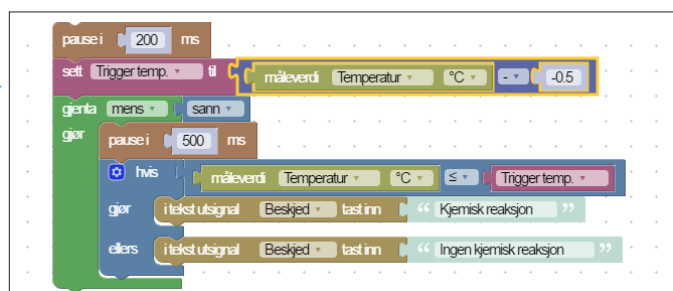 pause i 200 ms
sett Trigger temp. til måleverdi Temperatur °C - -0.5
gjenta mens sann
gjør pause i 500 ms
hvis måleverdi Temperatur °C ≤ Trigger temp.
gjør i tekst utsignal Beskjed tast inn “ Kjemisk reaksjon ”
ellers i tekst utsignal Beskjed tast inn “ Ingen kjemisk reaksjon ”